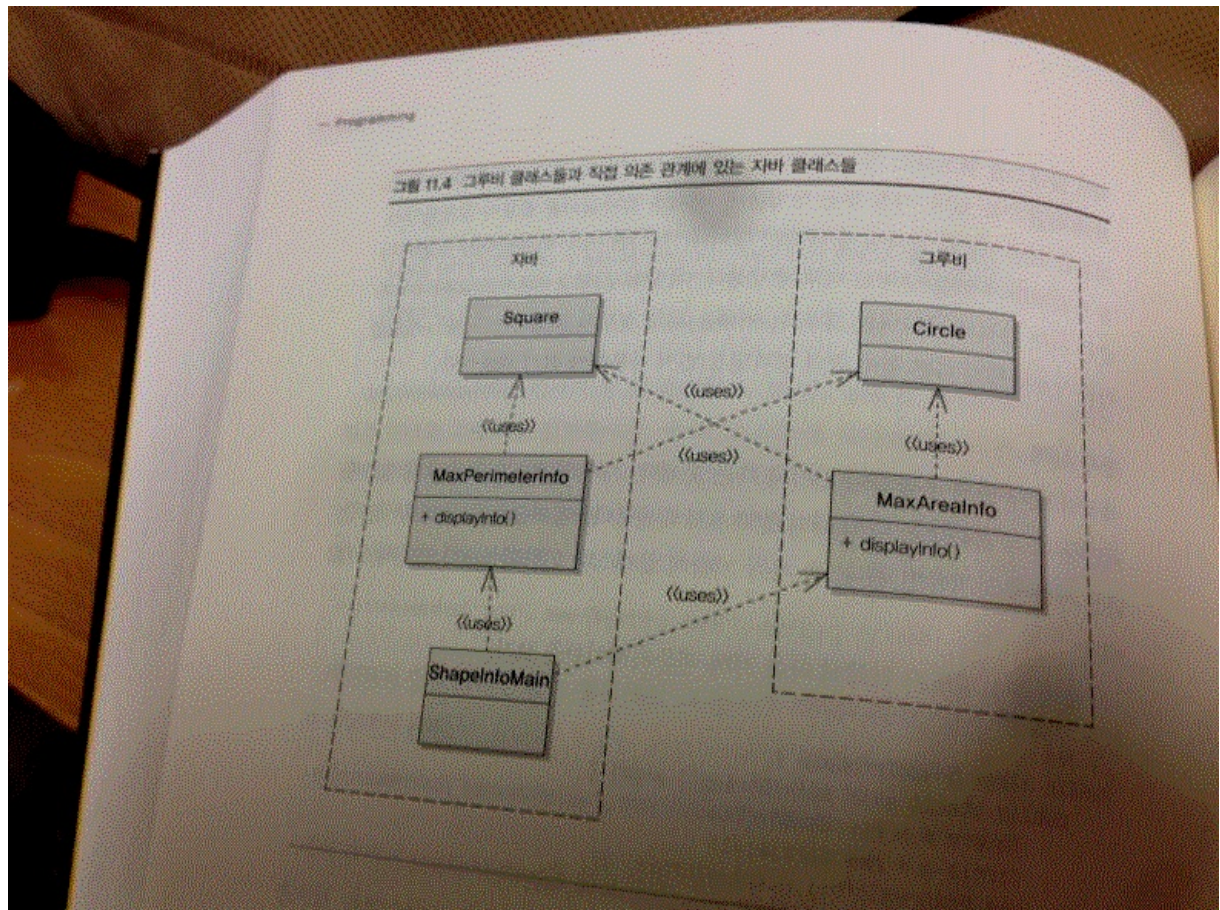 Programming
그림 11.4 그루비 클래스들과 직접 의존 관계에 있는 자바 클래스들
자바
그루비
Square
Circle
<<uses>>
<<uses>>
<<uses>>
<<uses>>
MaxPerimeterInfo
+ displayInfo()
MaxAreaInfo
+ displayInfo()
<<uses>>
<<uses>>
ShapeInfoMain